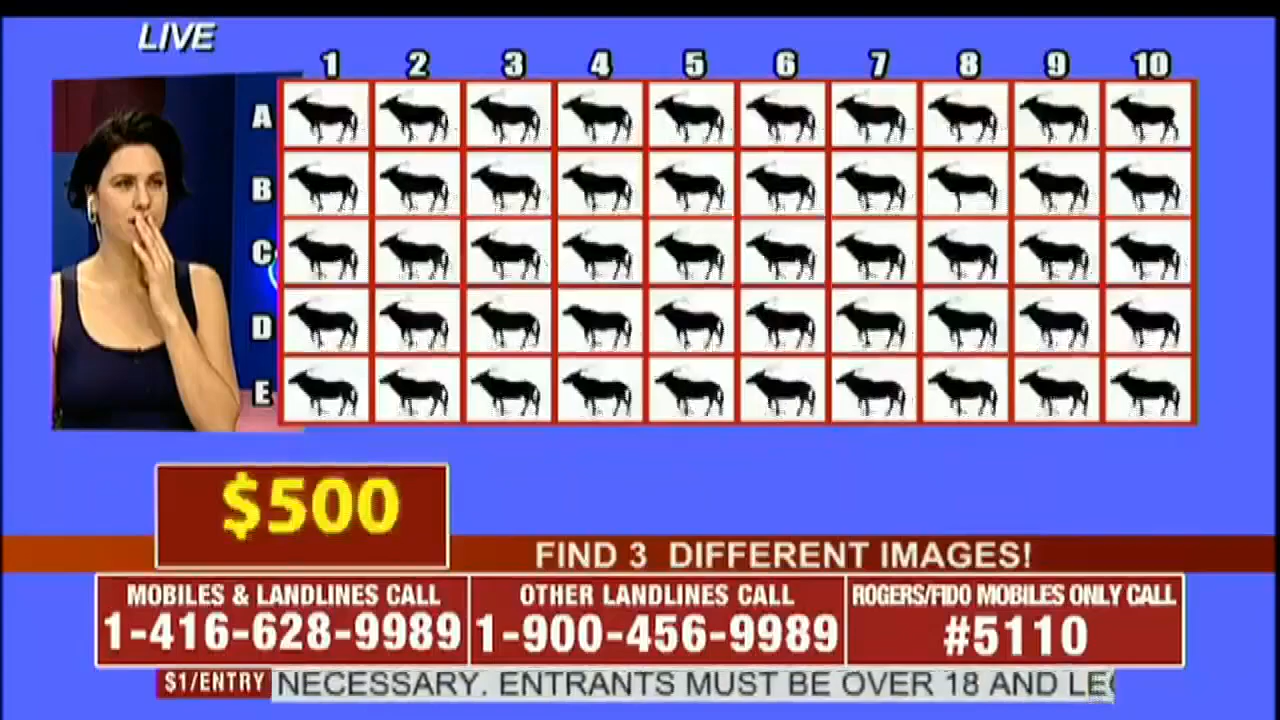 LIVE
1 2 3 4 5 6 7 8 9 10
A
B
C
D
E
$500
FIND 3 DIFFERENT IMAGES!
MOBILES & LANDLINES CALL
1-416-628-9989
OTHER LANDLINES CALL
1-900-456-9989
ROGERS/FIDO MOBILES ONLY CALL
#5110
$1/ENTRY
NECESSARY. ENTRANTS MUST BE OVER 18 AND